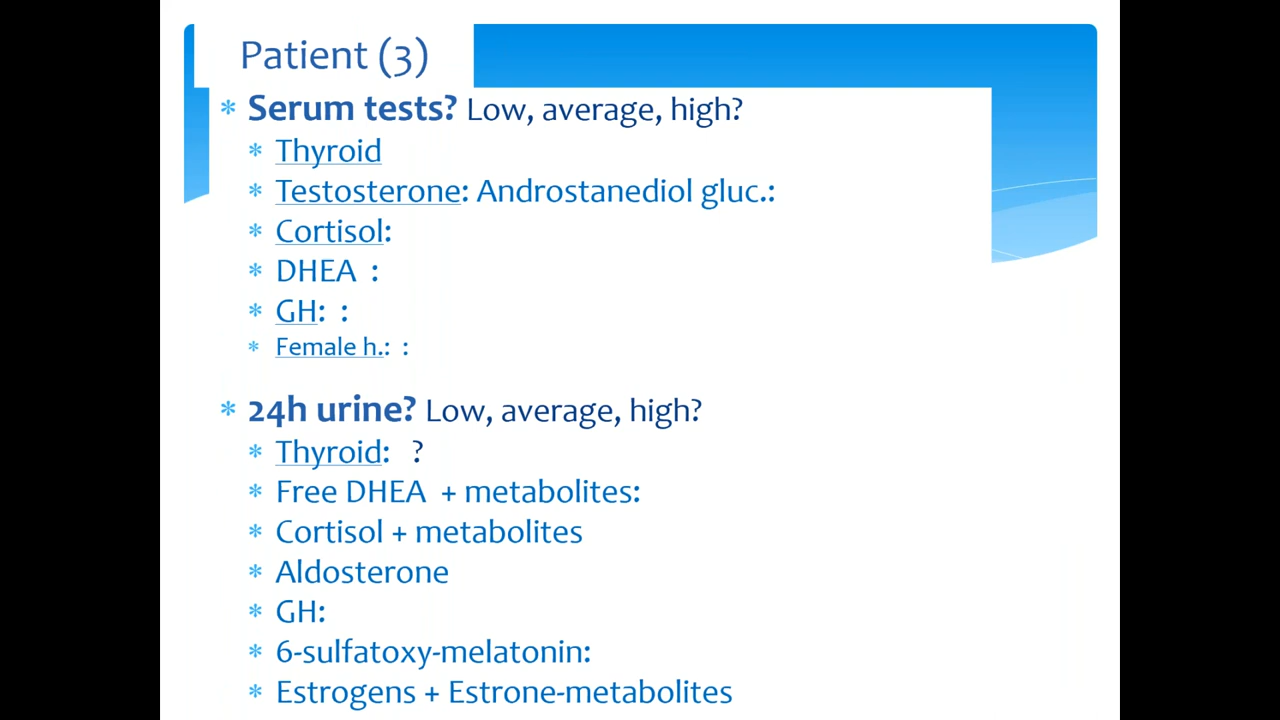 Patient (3)
* Serum tests? Low, average, high?
* Thyroid
* Testosterone: Androstanediol gluc.:
* Cortisol:
* DHEA  :
* GH:  :
* Female h.:  :
* 24h urine? Low, average, high?
* Thyroid:   ?
* Free DHEA  + metabolites:
* Cortisol + metabolites
* Aldosterone
* GH:
* 6-sulfatoxy-melatonin:
* Estrogens + Estrone-metabolites